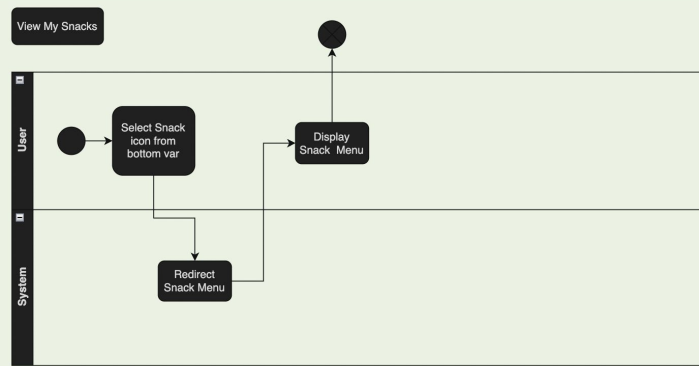 View My Snacks
User
Select Snack
icon from
bottom var
Display
Snack Menu
System
Redirect
Snack Menu